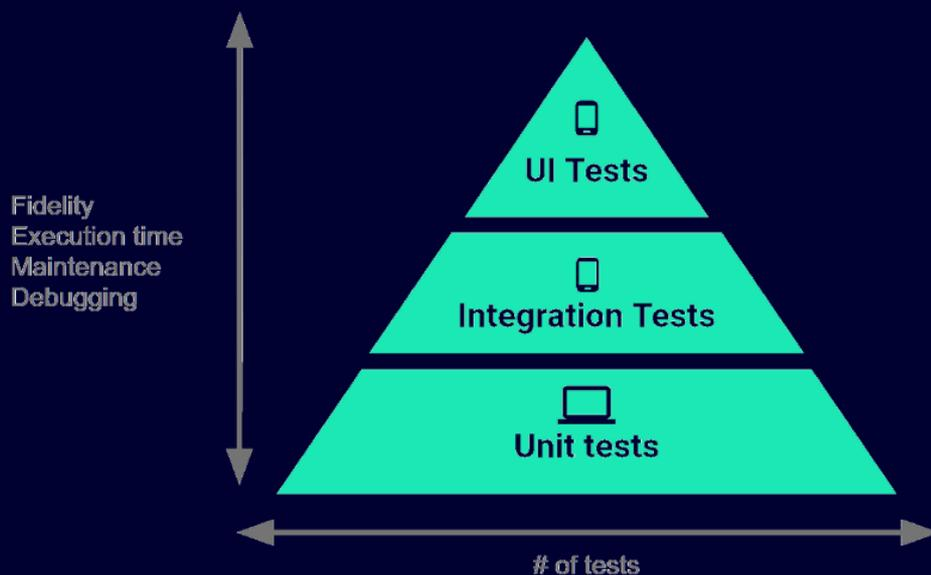 UI Tests
Fidelity
Execution time
Maintenance
Debugging
Integration Tests
Unit tests
# of tests